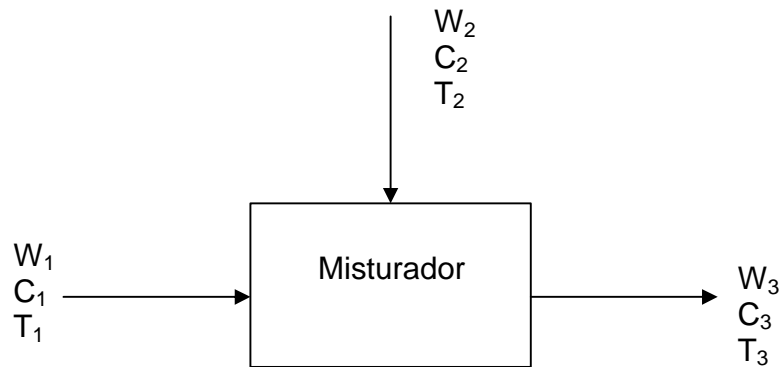 W₂
C₂
T₂
Misturador
W₁
C₁
T₁
W₃
C₃
T₃